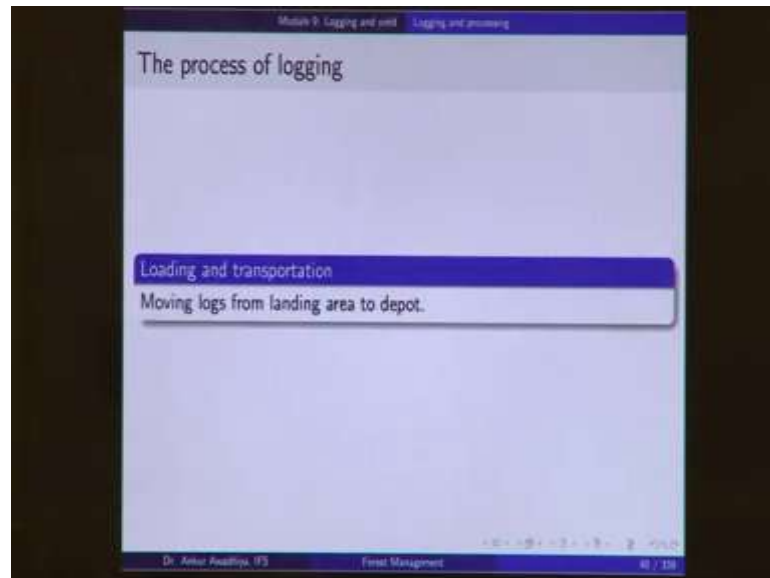 Module 9: Logging and yield Logging and processing
The process of logging
Loading and transportation
Moving logs from landing area to depot.
Dr. Ankur Awadhiya, IFS Forest Management